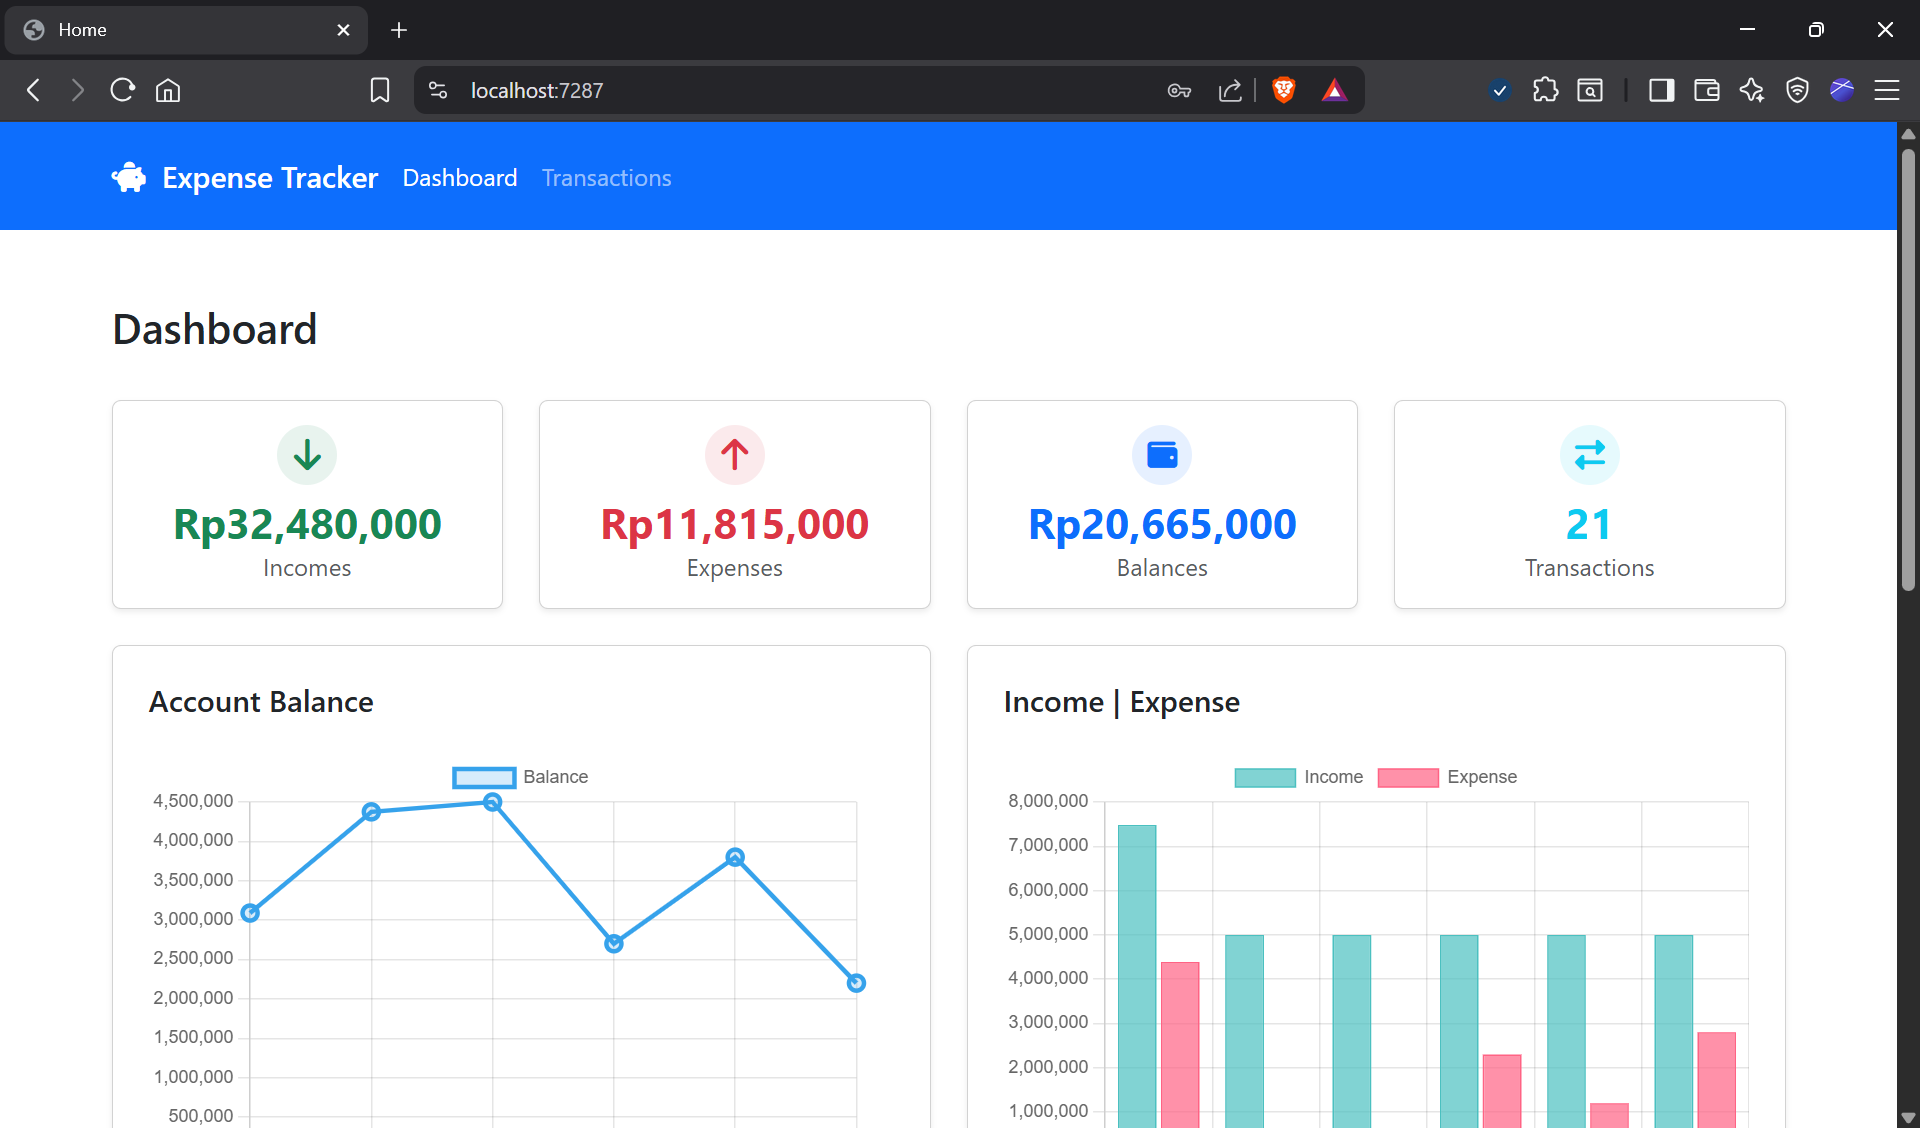 Home
localhost:7287
Expense Tracker Dashboard Transactions
Dashboard
Rp32,480,000
Incomes
Rp11,815,000
Expenses
Rp20,665,000
Balances
21
Transactions
Account Balance
Balance
4,500,000
4,000,000
3,500,000
3,000,000
2,500,000
2,000,000
1,500,000
1,000,000
500,000
Income | Expense
Income Expense
8,000,000
7,000,000
6,000,000
5,000,000
4,000,000
3,000,000
2,000,000
1,000,000